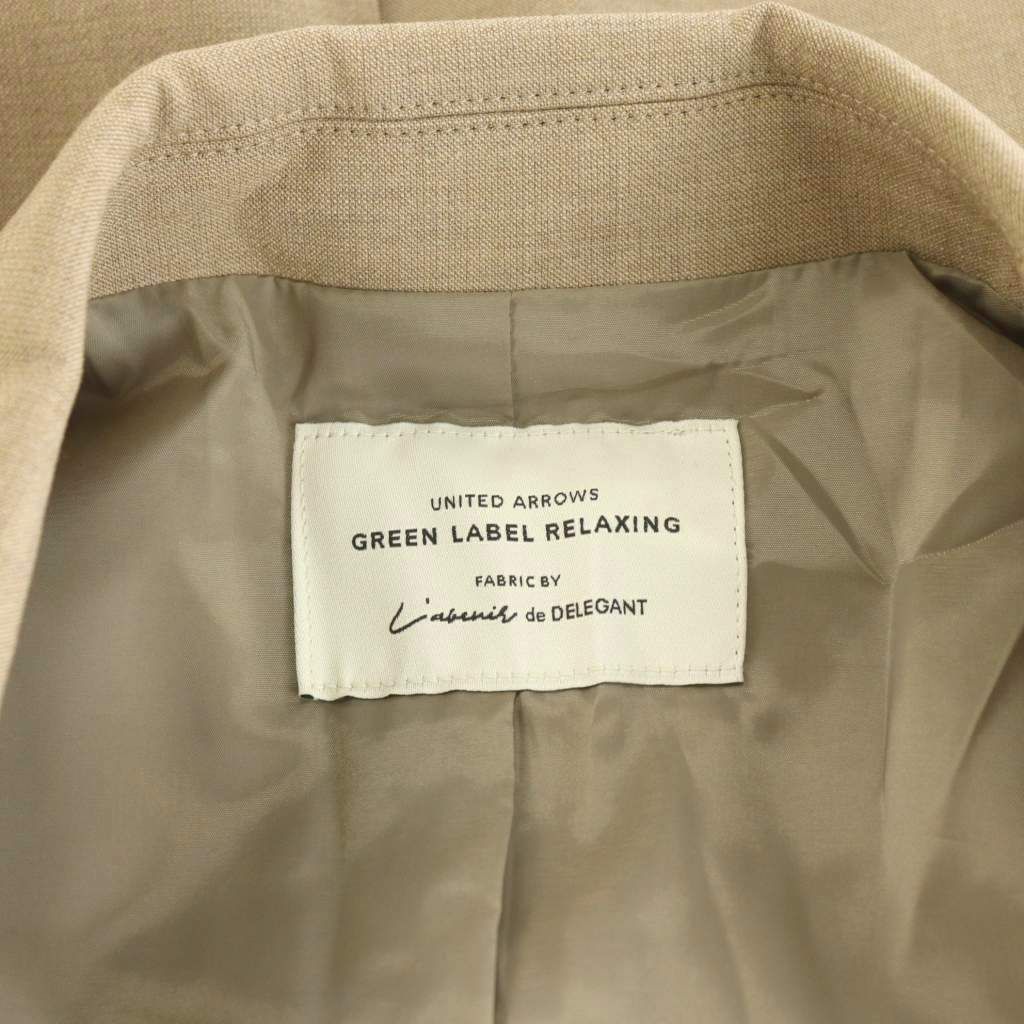 UNITED ARROWS
GREEN LABEL RELAXING
FABRIC BY
L'avenir de DELEGANT